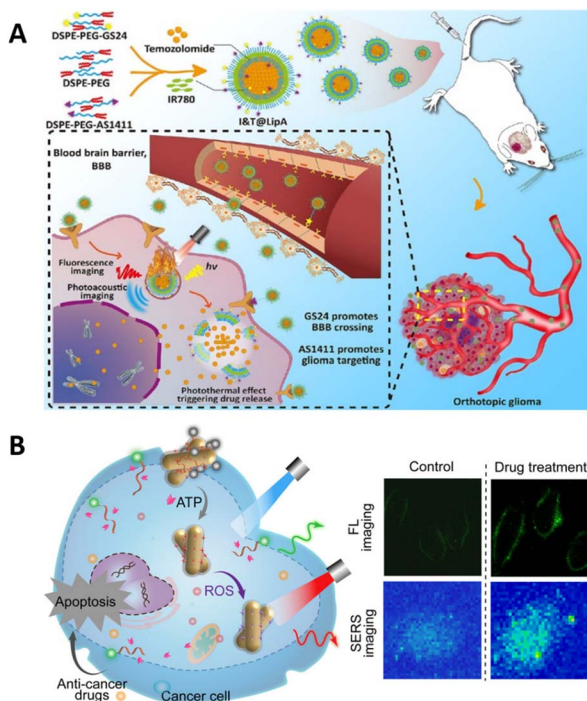 A
DSPE-PEG-GS24
DSPE-PEG
DSPE-PEG-AS1411
Temozolomide
IR780
I&T@LipA
Blood brain barrier,
BBB
Fluorescence
imaging
Photoacoustic
imaging
hv
GS24 promotes
BBB crossing
AS1411 promotes
glioma targeting
Photothermal effect
triggering drug release
Orthotopic glioma
B
ATP
ROS
Apoptosis
Anti-cancer
drugs
Cancer cell
Control
Drug treatment
FL
imaging
SERS
imaging